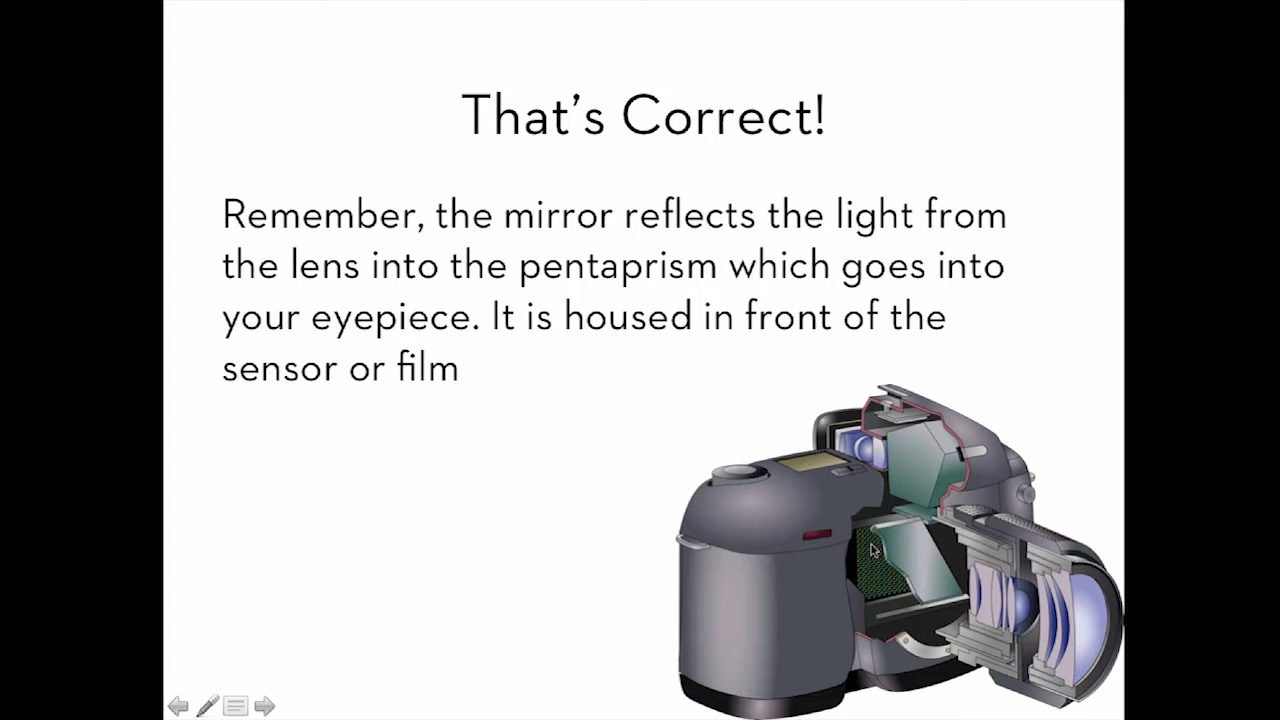 That's Correct!
Remember, the mirror reflects the light from
the lens into the pentaprism which goes into
your eyepiece. It is housed in front of the
sensor or film